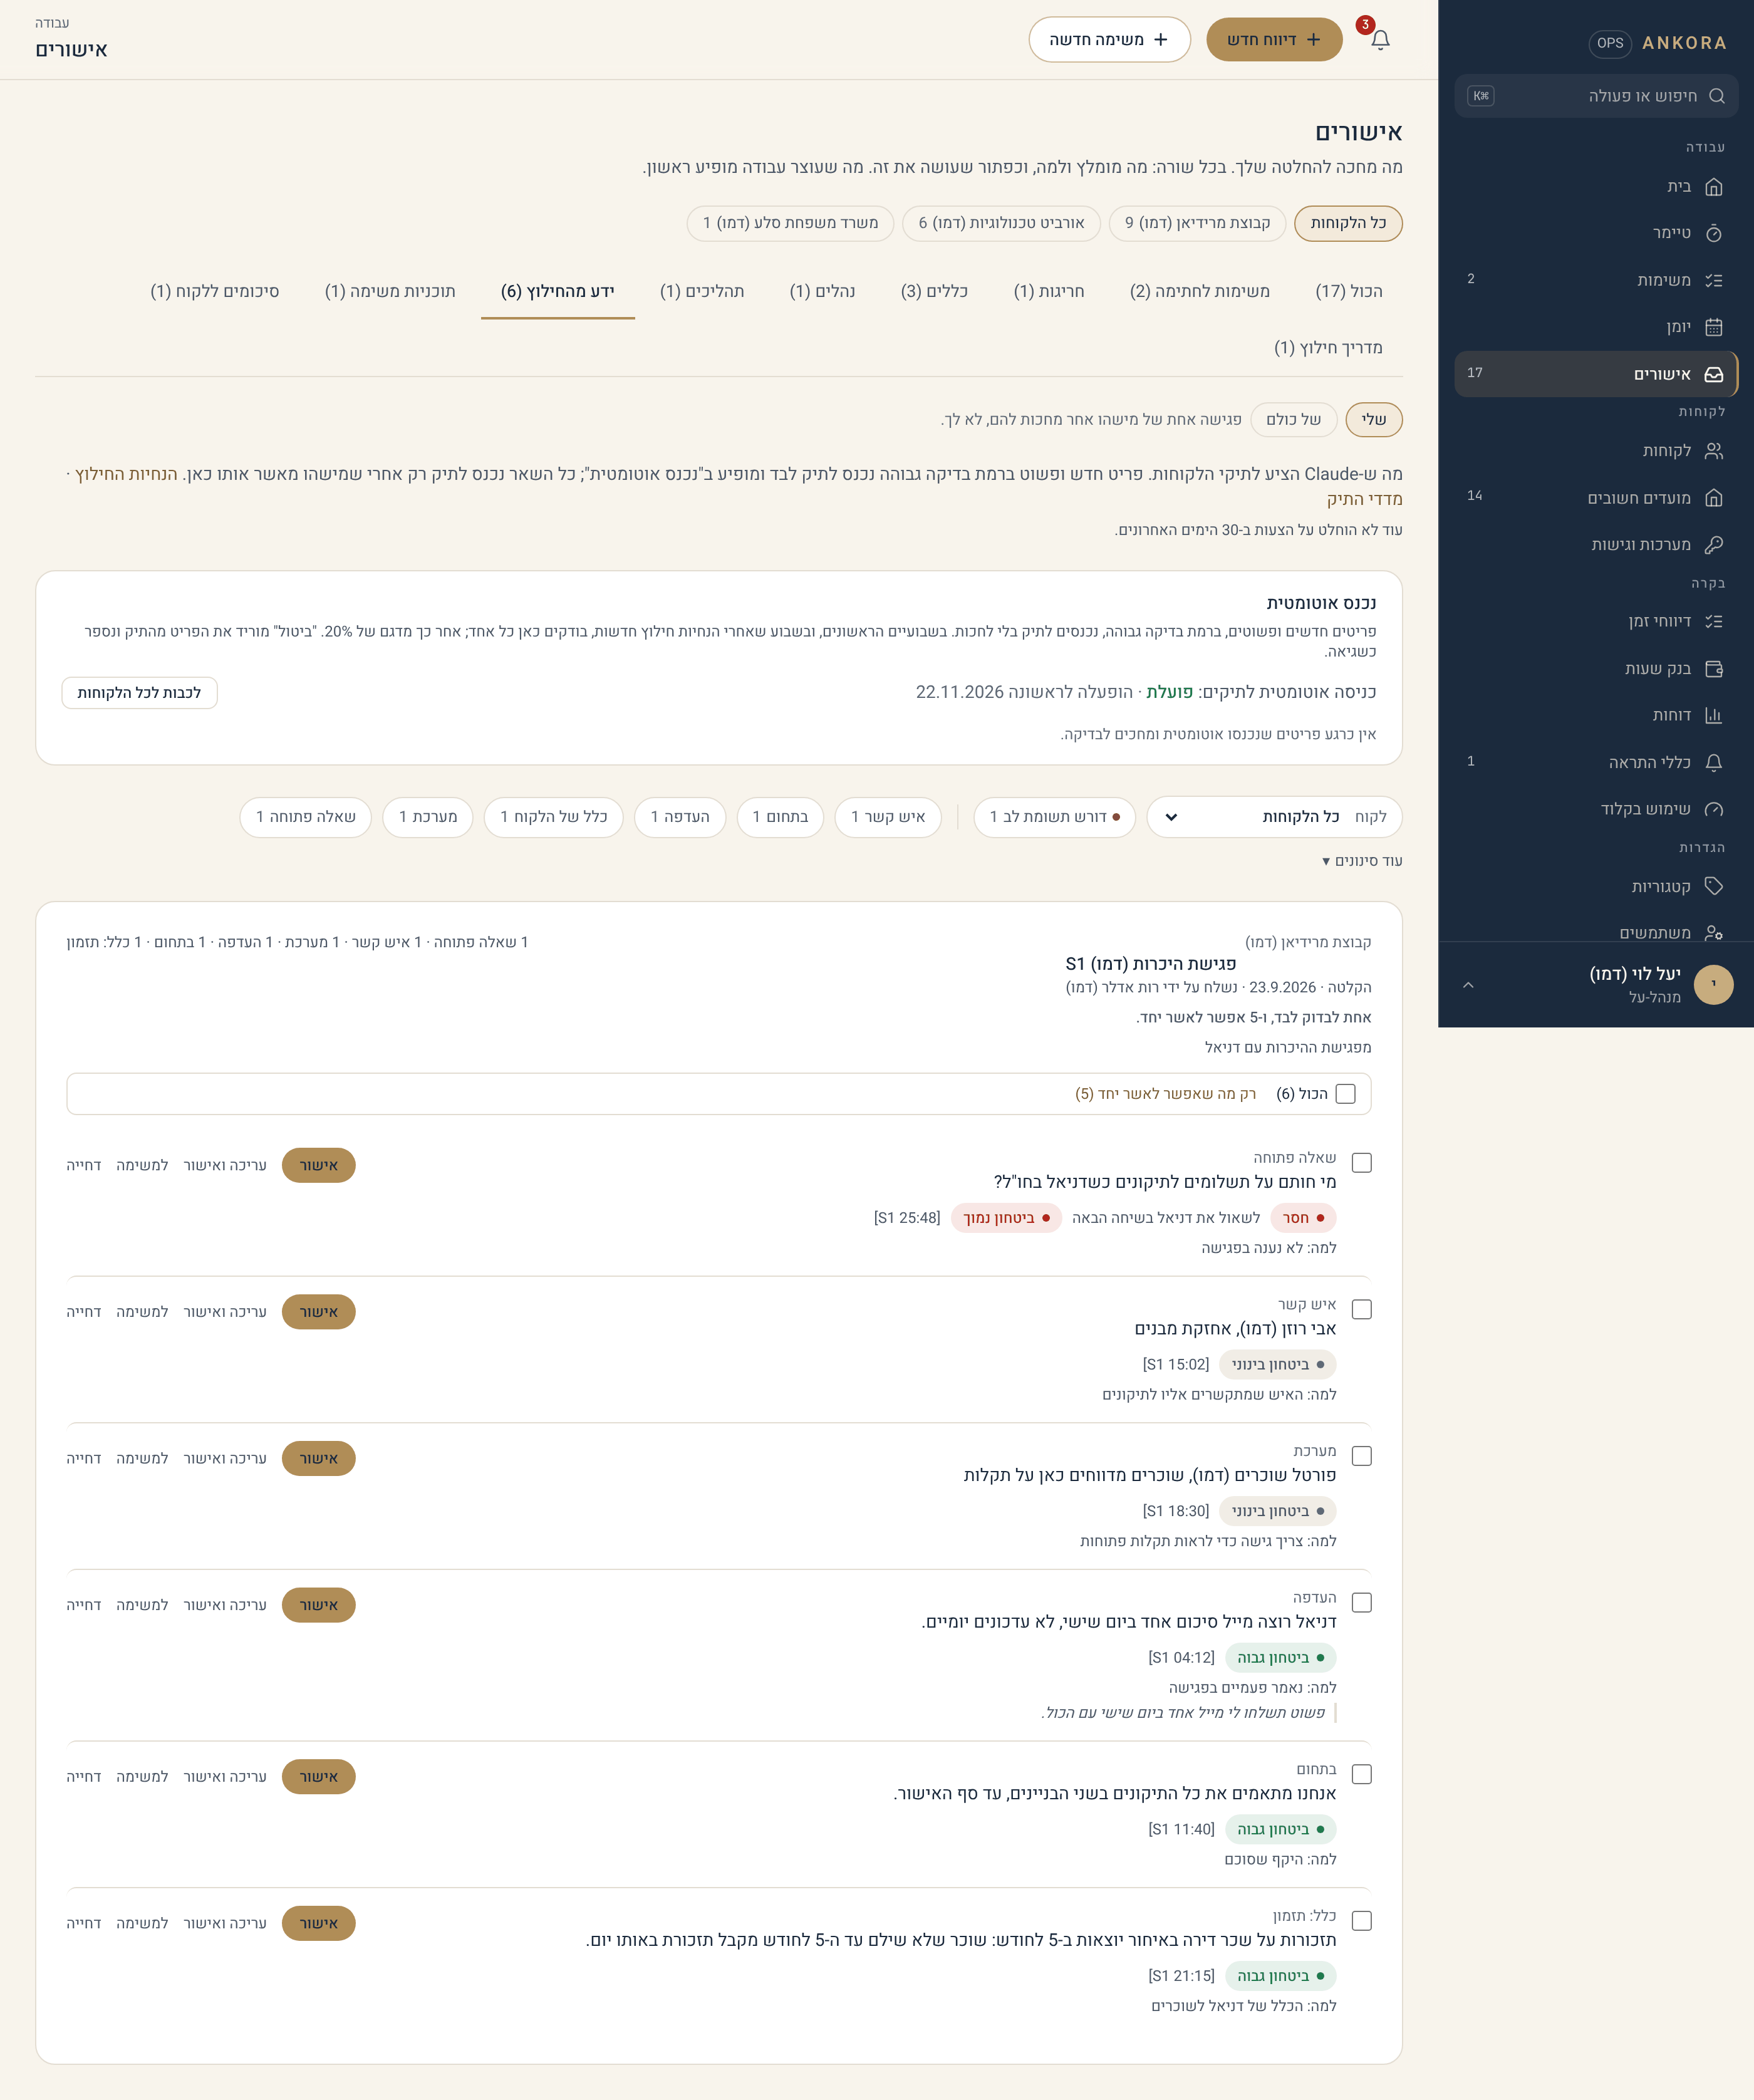 ANKORA OPS
חיפוש או פעולה ⌘K
עבודה
בית
טיימר
משימות 2
יומן
אישורים 17
לקוחות
לקוחות
מועדים חשובים 14
מערכות וגישות
בקרה
דיווחי זמן
בנק שעות
דוחות
כללי התראה 1
שימוש בקלוד
הגדרות
קטגוריות
משתמשים
י
יעל לוי (דמו)
מנהל-על
3
דיווח חדש
משימה חדשה
עבודה
אישורים
אישורים
מה מחכה להחלטה שלך. בכל שורה: מה מומלץ ולמה, וכפתור שעושה את זה. מה שעוצר עבודה מופיע ראשון.
כל הלקוחות קבוצת מרידיאן (דמו) 9 אורביט טכנולוגיות (דמו) 6 משרד משפחת סלע (דמו) 1
הכול (17) משימות לחתימה (2) חריגות (1) כללים (3) נהלים (1) תהליכים (1) ידע מהחילוץ (6) תוכניות משימה (1) סיכומים ללקוח (1)
מדריך חילוץ (1)
שלי של כולם פגישה אחת של מישהו אחר מחכות להם, לא לך.
מה ש-Claude הציע לתיקי הלקוחות. פריט חדש ופשוט ברמת בדיקה גבוהה נכנס לתיק לבד ומופיע ב"נכנס אוטומטית"; כל השאר נכנס לתיק רק אחרי שמישהו מאשר אותו כאן. הנחיות החילוץ ·
מדדי התיק
עוד לא הוחלט על הצעות ב-30 הימים האחרונים.
נכנס אוטומטית
פריטים חדשים ופשוטים, ברמת בדיקה גבוהה, נכנסים לתיק בלי לחכות. בשבועיים הראשונים, ובשבוע שאחרי הנחיות חילוץ חדשות, בודקים כאן כל אחד; אחר כך מדגם של 20%. "ביטול" מוריד את הפריט מהתיק ונספר
כשגיאה.
כניסה אוטומטית לתיקים: פועלת · הופעלה לראשונה 22.11.2026
לכבות לכל הלקוחות
אין כרגע פריטים שנכנסו אוטומטית ומחכים לבדיקה.
לקוח כל הלקוחות דורש תשומת לב 1 איש קשר 1 בתחום 1 העדפה 1 כלל של הלקוח 1 מערכת 1 שאלה פתוחה 1
עוד סינונים ▾
קבוצת מרידיאן (דמו)
1 שאלה פתוחה · 1 איש קשר · 1 מערכת · 1 העדפה · 1 בתחום · 1 כלל: תזמון
פגישת היכרות (דמו) S1
הקלטה · 23.9.2026 · נשלח על ידי רות אדלר (דמו)
אחת לבדוק לבד, ו-5 אפשר לאשר יחד.
מפגישת ההיכרות עם דניאל
הכול (6) רק מה שאפשר לאשר יחד (5)
שאלה פתוחה
מי חותם על תשלומים לתיקונים כשדניאל בחו"ל?
חסר לשאול את דניאל בשיחה הבאה ביטחון נמוך [S1 25:48]
למה: לא נענה בפגישה
אישור עריכה ואישור למשימה דחייה
איש קשר
אבי רוזן (דמו), אחזקת מבנים
ביטחון בינוני [S1 15:02]
למה: האיש שמתקשרים אליו לתיקונים
אישור עריכה ואישור למשימה דחייה
מערכת
פורטל שוכרים (דמו), שוכרים מדווחים כאן על תקלות
ביטחון בינוני [S1 18:30]
למה: צריך גישה כדי לראות תקלות פתוחות
אישור עריכה ואישור למשימה דחייה
העדפה
דניאל רוצה מייל סיכום אחד ביום שישי, לא עדכונים יומיים.
ביטחון גבוה [S1 04:12]
למה: נאמר פעמיים בפגישה
פשוט תשלחו לי מייל אחד ביום שישי עם הכול.
אישור עריכה ואישור למשימה דחייה
בתחום
אנחנו מתאמים את כל התיקונים בשני הבניינים, עד סף האישור.
ביטחון גבוה [S1 11:40]
למה: היקף שסוכם
אישור עריכה ואישור למשימה דחייה
כלל: תזמון
תזכורות על שכר דירה באיחור יוצאות ב-5 לחודש: שוכר שלא שילם עד ה-5 לחודש מקבל תזכורת באותו יום.
ביטחון גבוה [S1 21:15]
למה: הכלל של דניאל לשוכרים
אישור עריכה ואישור למשימה דחייה